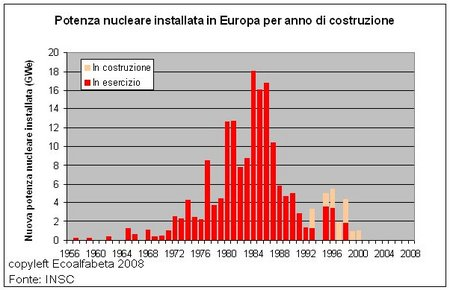 Potenza nucleare installata in Europa per anno di costruzione
Nuova potenza nucleare installata (GWe)
20
18
16
14
12
10
8
6
4
2
0
In costruzione
In esercizio
1956 1960 1964 1968 1972 1976 1980 1984 1988 1992 1996 2000 2004 2008
copyleft Ecoalfabeta 2008
Fonte: INSC